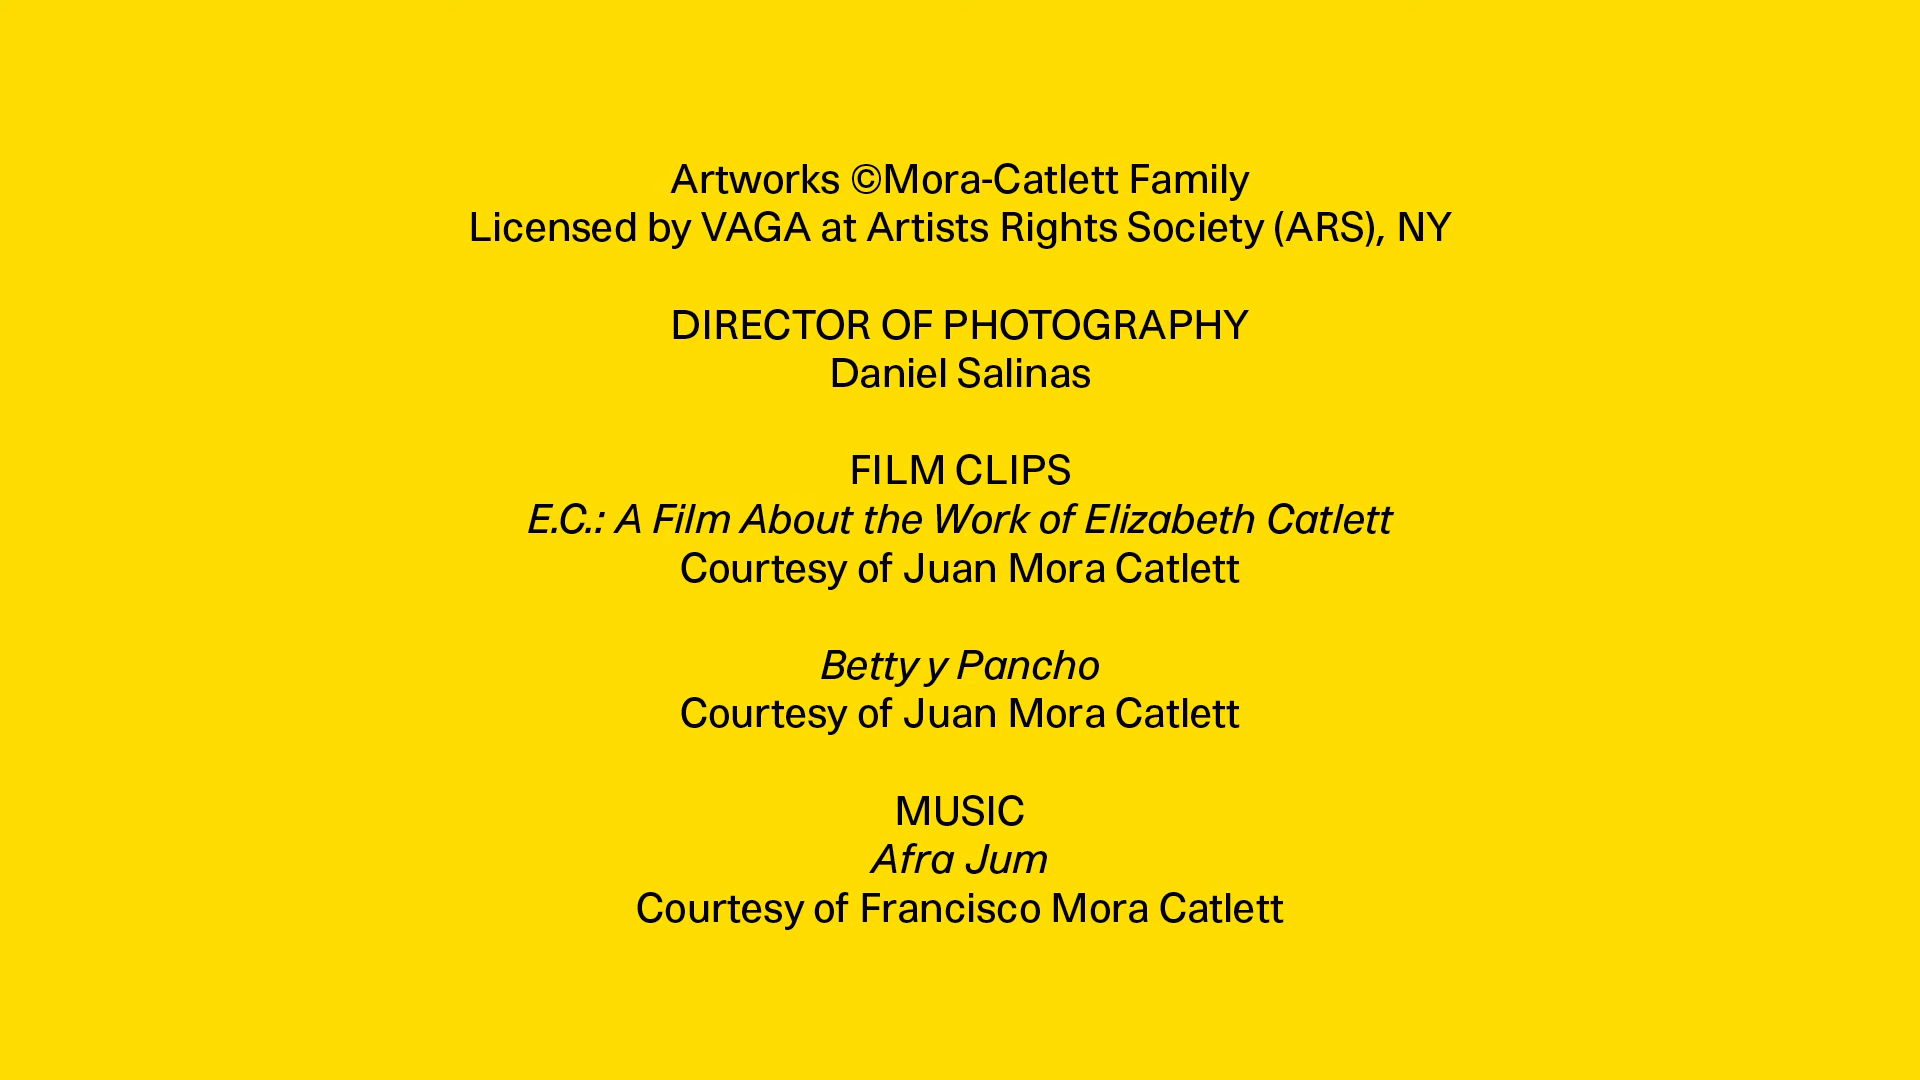 Artworks ©Mora-Catlett Family
Licensed by VAGA at Artists Rights Society (ARS), NY
DIRECTOR OF PHOTOGRAPHY
Daniel Salinas
FILM CLIPS
E.C.: A Film About the Work of Elizabeth Catlett
Courtesy of Juan Mora Catlett
Betty y Pancho
Courtesy of Juan Mora Catlett
MUSIC
Afra Jum
Courtesy of Francisco Mora Catlett